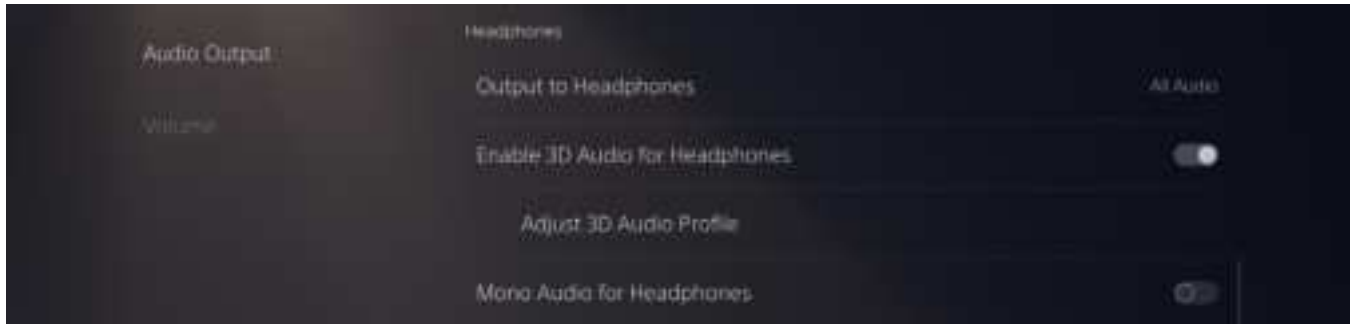 Audio Output
Volume
Headphones
Output to Headphones
All Audio
Enable 3D Audio for Headphones
Adjust 3D Audio Profile
Mono Audio for Headphones